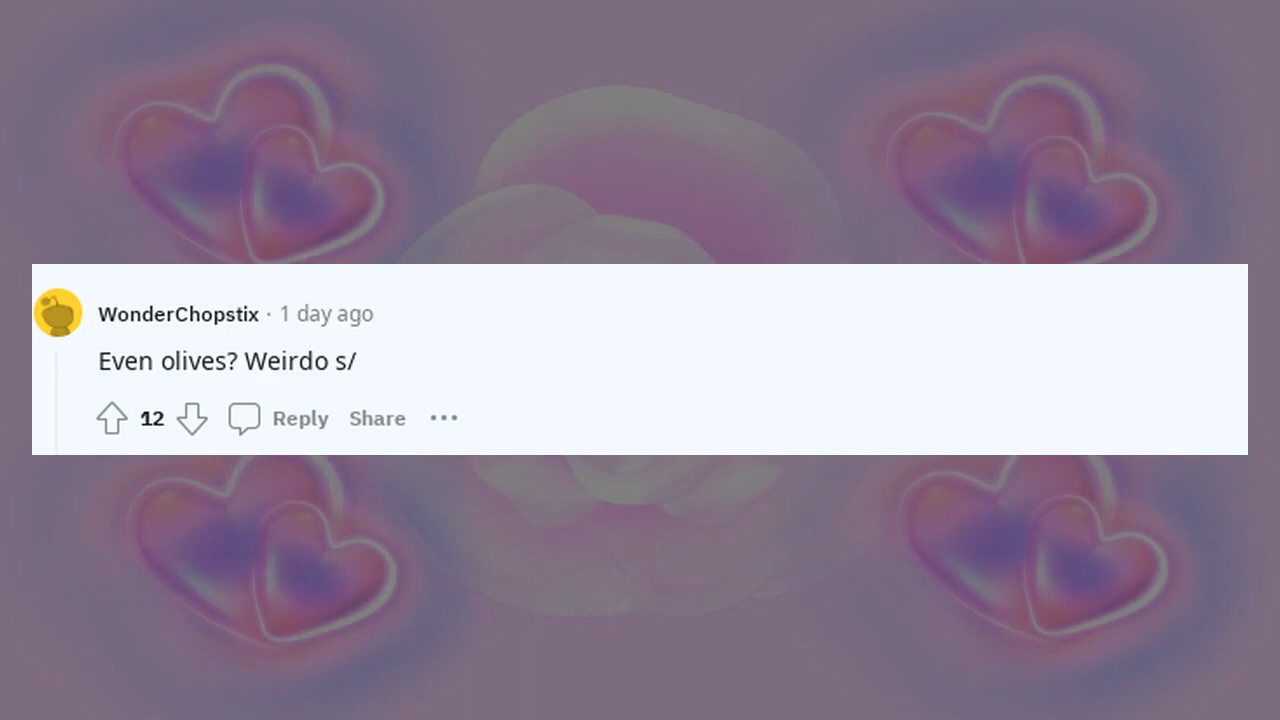 WonderChopstix · 1 day ago
Even olives? Weirdo s/
12 Reply Share